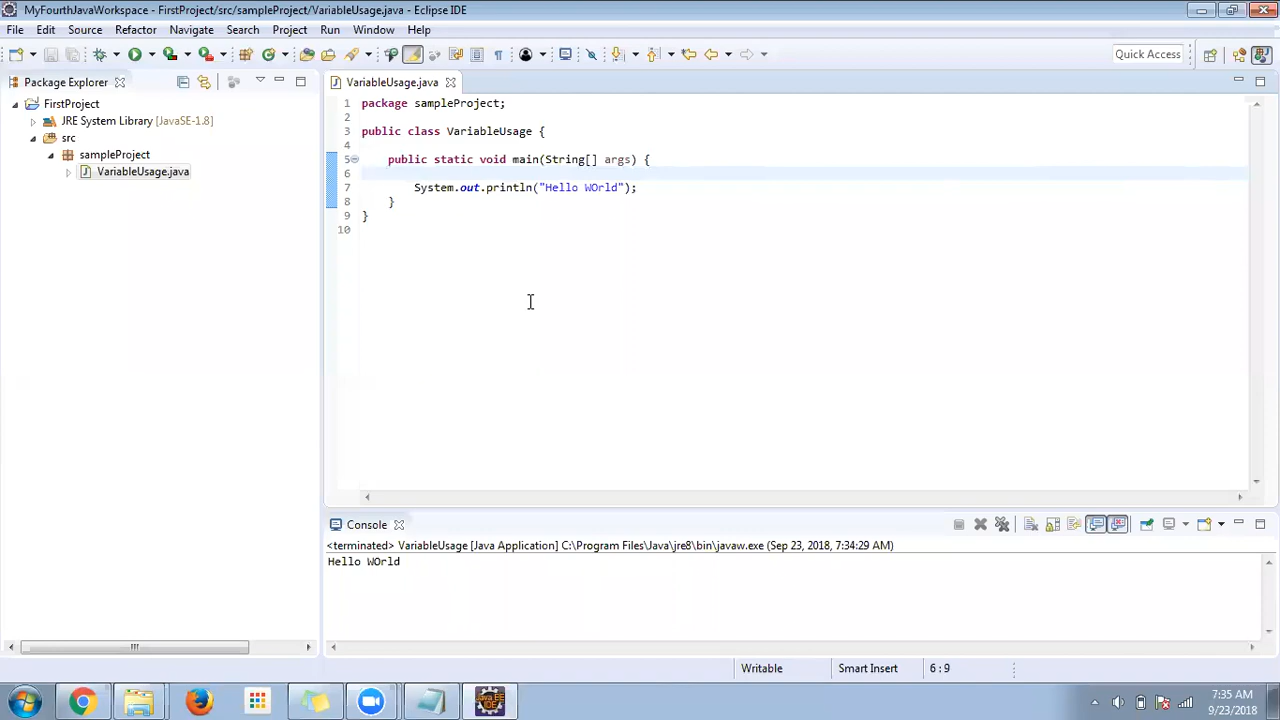 MyFourthJavaWorkspace - FirstProject/src/sampleProject/VariableUsage.java - Eclipse IDE
File Edit Source Refactor Navigate Search Project Run Window Help
Quick Access
Package Explorer
FirstProject
JRE System Library [JavaSE-1.8]
src
sampleProject
VariableUsage.java
VariableUsage.java
1 package sampleProject;
2
3 public class VariableUsage {
4
5 public static void main(String[] args) {
6
7 System.out.println("Hello WOrld");
8 }
9 }
10
Console
<terminated> VariableUsage [Java Application] C:\Program Files\Java\jre8\bin\javaw.exe (Sep 23, 2018, 7:34:29 AM)
Hello WOrld
Writable Smart Insert 6 : 9
Java EE
IDE
7:35 AM
9/23/2018